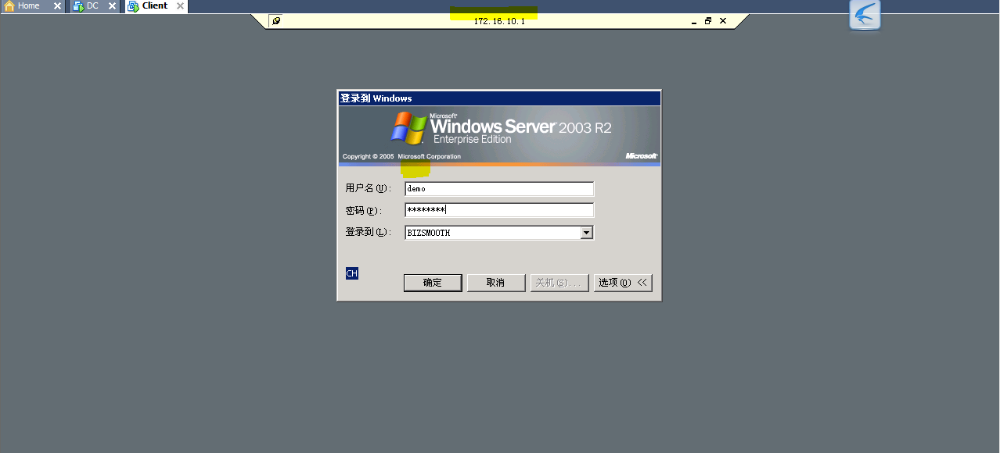 Home DC Client
172.16.10.1
登录到 Windows
Microsoft®
Windows Server™ 2003 R2
Enterprise Edition
Copyright © 2005 Microsoft Corporation Microsoft®
用户名(U): demo
密码(P): ********
登录到(L): BIZSMOOTH
CH
确定 取消 关机(S)... 选项(O) <<